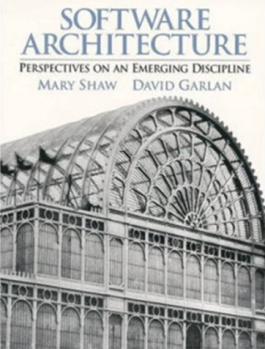 SOFTWARE
ARCHITECTURE
PERSPECTIVES ON AN EMERGING DISCIPLINE
MARY SHAW DAVID GARLAN